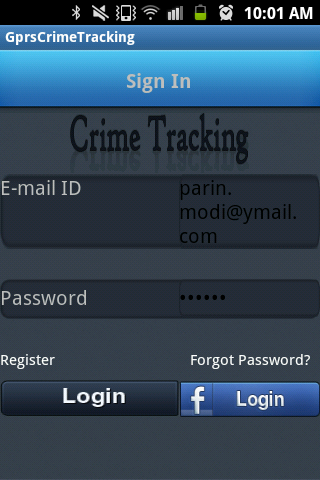 10:01 AM
GprsCrimeTracking
Sign In
Crime Tracking
E-mail ID
parin.
modi@ymail.
com
Password
••••••
Register
Forgot Password?
Login
f Login